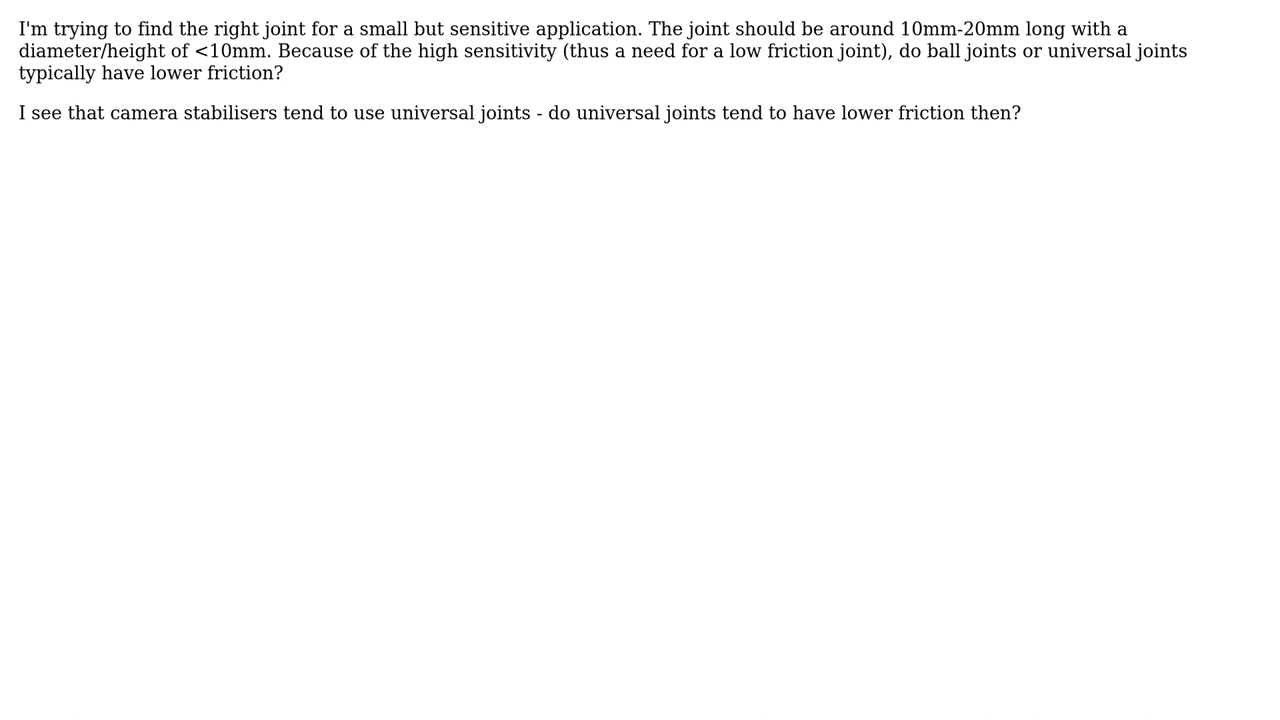 I'm trying to find the right joint for a small but sensitive application. The joint should be around 10mm-20mm long with a
diameter/height of <10mm. Because of the high sensitivity (thus a need for a low friction joint), do ball joints or universal joints
typically have lower friction?
I see that camera stabilisers tend to use universal joints - do universal joints tend to have lower friction then?